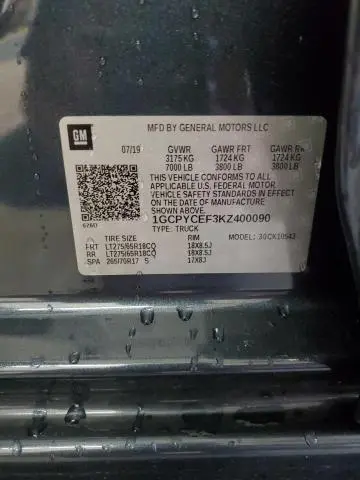 GM
MFD BY GENERAL MOTORS LLC
07/19 GVWR GAWR FRT GAWR RR
3175 KG 1724 KG 1724 KG
7000 LB 3800 LB 3800 LB
THIS VEHICLE CONFORMS TO ALL
APPLICABLE U.S. FEDERAL MOTOR
VEHICLE SAFETY STANDARDS IN EFFECT
ON THE DATE OF MANUFACTURE
SHOWN ABOVE.
1GCPYCEF3KZ400090
TYPE: TRUCK
TIRE SIZE RIM MODEL:
FRT LT275/65R18CQ 18X8.5J
RR LT275/65R18CQ 18X8.5J
SPA 265/70R17 S 17X8J